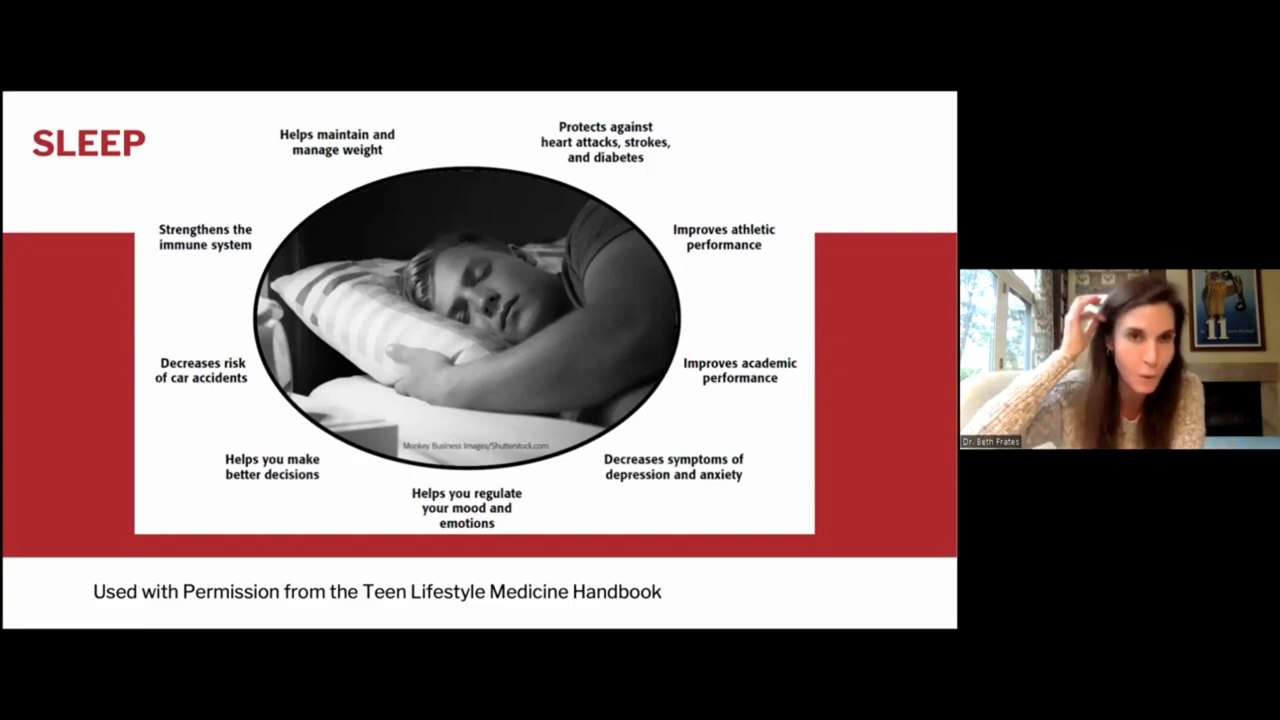 SLEEP
Helps maintain and
manage weight
Protects against
heart attacks, strokes,
and diabetes
Strengthens the
immune system
Improves athletic
performance
Decreases risk
of car accidents
Improves academic
performance
Monkey Business Images/Shutterstock.com
Helps you make
better decisions
Decreases symptoms of
depression and anxiety
Helps you regulate
your mood and
emotions
Used with Permission from the Teen Lifestyle Medicine Handbook
11
Dr. Beth Frates